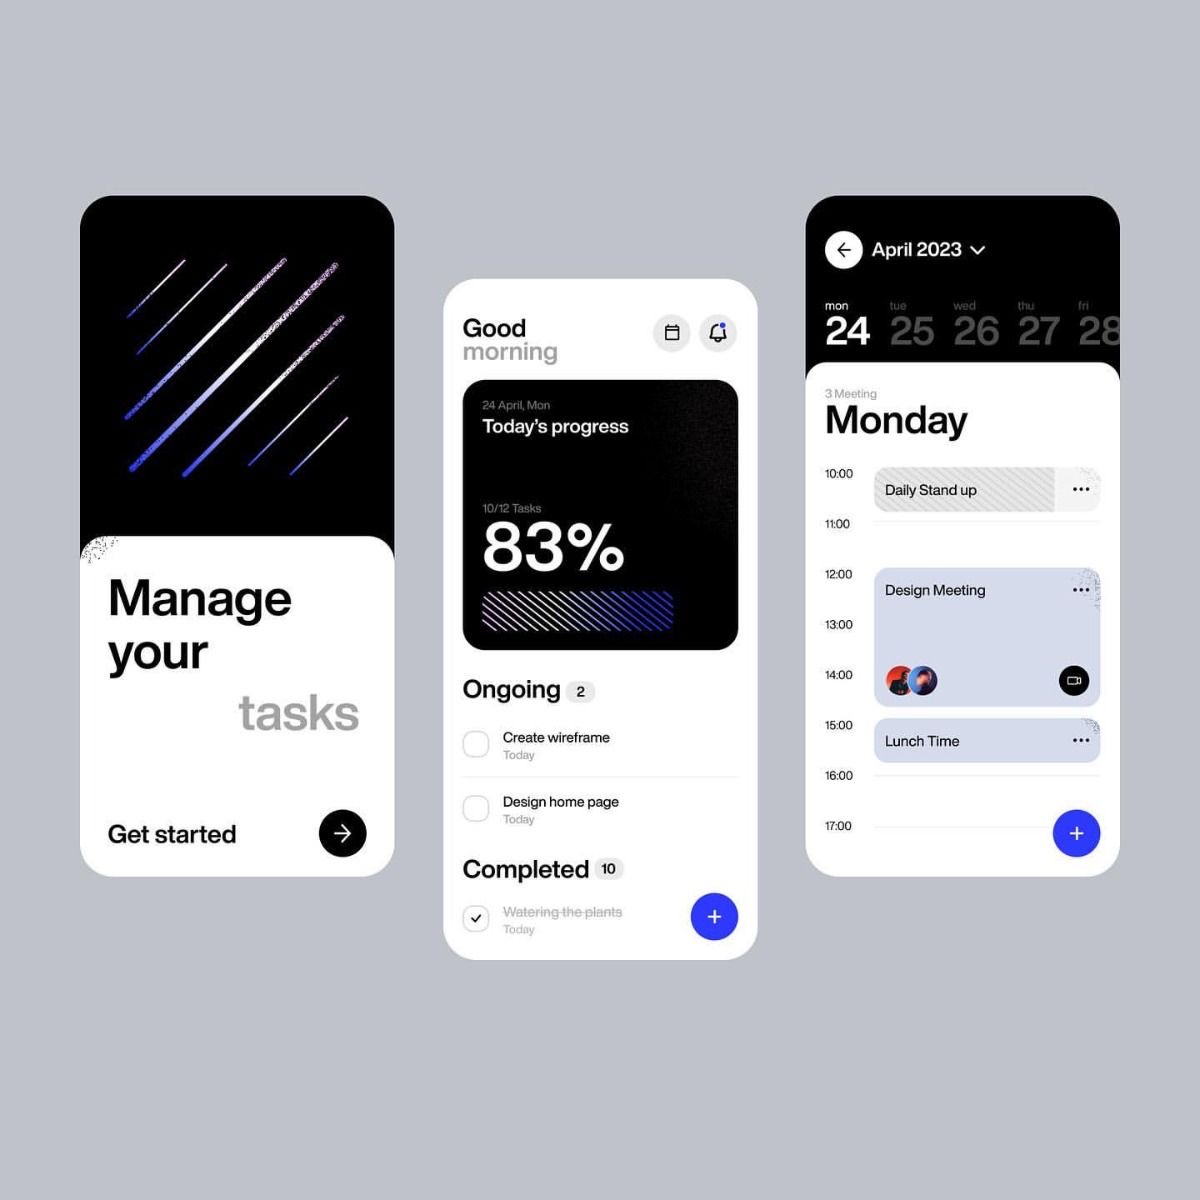 Manage
your
tasks
Get started
Good
morning
24 April, Mon
Today's progress
10/12 Tasks
83%
Ongoing 2
Create wireframe
Today
Design home page
Today
Completed 10
Watering the plants
Today
April 2023
mon tue wed thu fri
24 25 26 27 28
3 Meeting
Monday
10:00
Daily Stand up
11:00
12:00
Design Meeting
13:00
14:00
15:00
Lunch Time
16:00
17:00